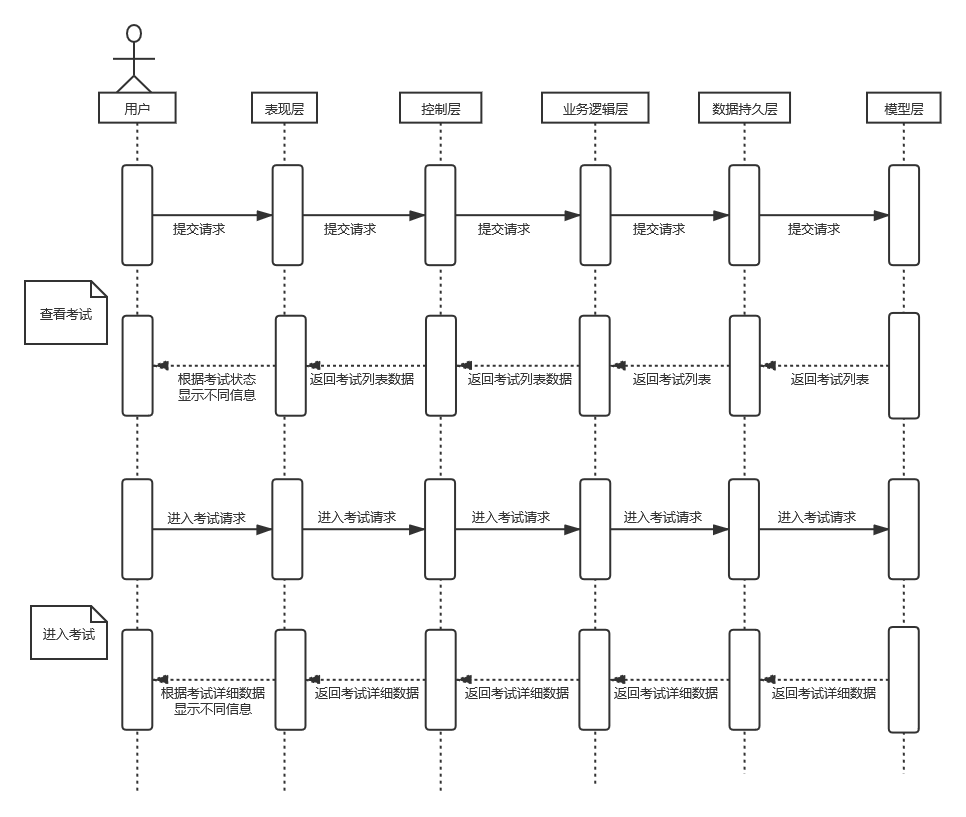 用户
表现层
控制层
业务逻辑层
数据持久层
模型层
提交请求
提交请求
提交请求
提交请求
提交请求
查看考试
根据考试状态
显示不同信息
返回考试列表数据
返回考试列表数据
返回考试列表
返回考试列表
进入考试请求
进入考试请求
进入考试请求
进入考试请求
进入考试请求
进入考试
根据考试详细数据
显示不同信息
返回考试详细数据
返回考试详细数据
返回考试详细数据
返回考试详细数据